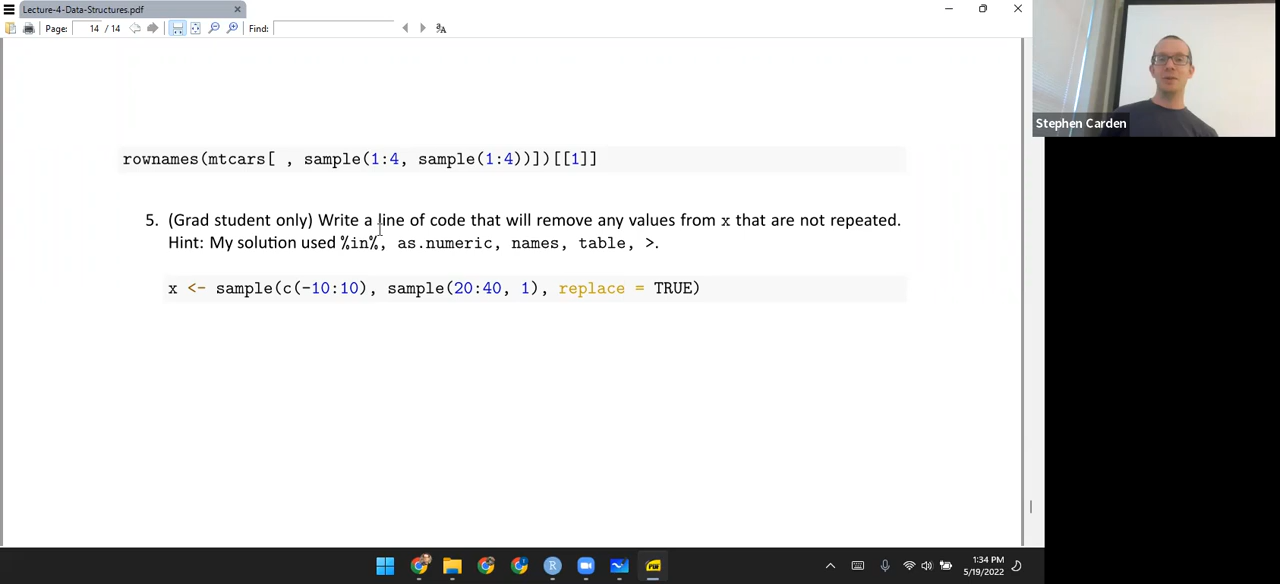 Lecture-4-Data-Structures.pdf
Page: 14 / 14 Find:
Stephen Carden
rownames(mtcars[ , sample(1:4, sample(1:4))])[[1]]
5. (Grad student only) Write a line of code that will remove any values from x that are not repeated.
Hint: My solution used %in%, as.numeric, names, table, >.
x <- sample(c(-10:10), sample(20:40, 1), replace = TRUE)
1:34 PM
5/19/2022